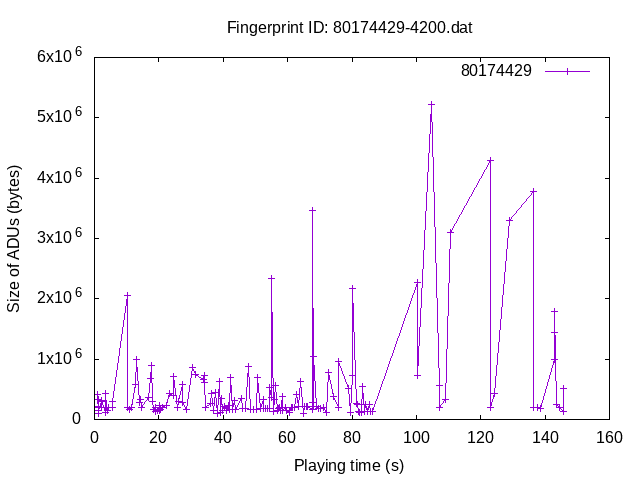 Fingerprint ID: 80174429-4200.dat
80174429
6x10^6
5x10^6
4x10^6
3x10^6
2x10^6
1x10^6
0
Size of ADUs (bytes)
0 20 40 60 80 100 120 140 160
Playing time (s)